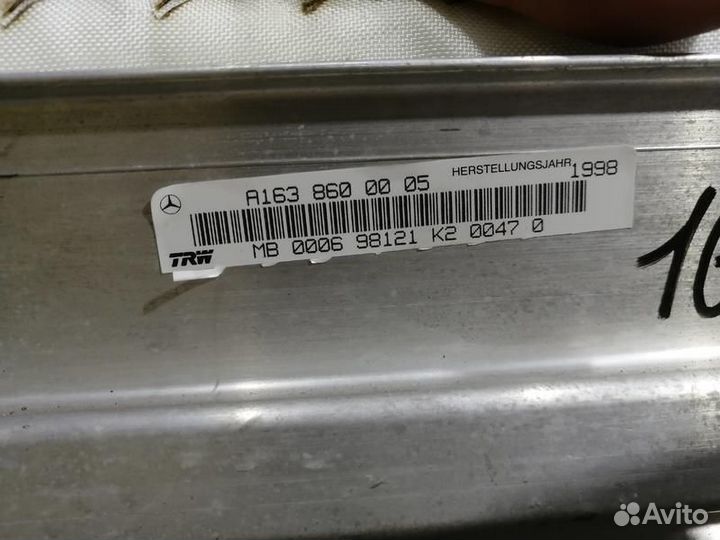 A163 860 00 05 HERSTELLUNGSJAHR 1998
TRW MB 0006 98121 K2 0047 0
Avito